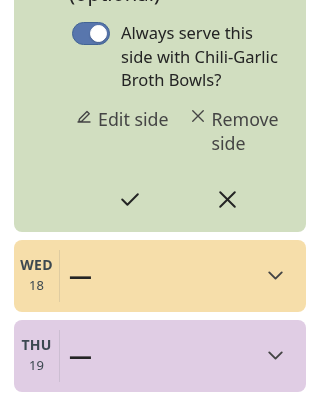 (optional)
Always serve this
side with Chili-Garlic
Broth Bowls?
Edit side
Remove
side
WED
18
—
THU
19
—